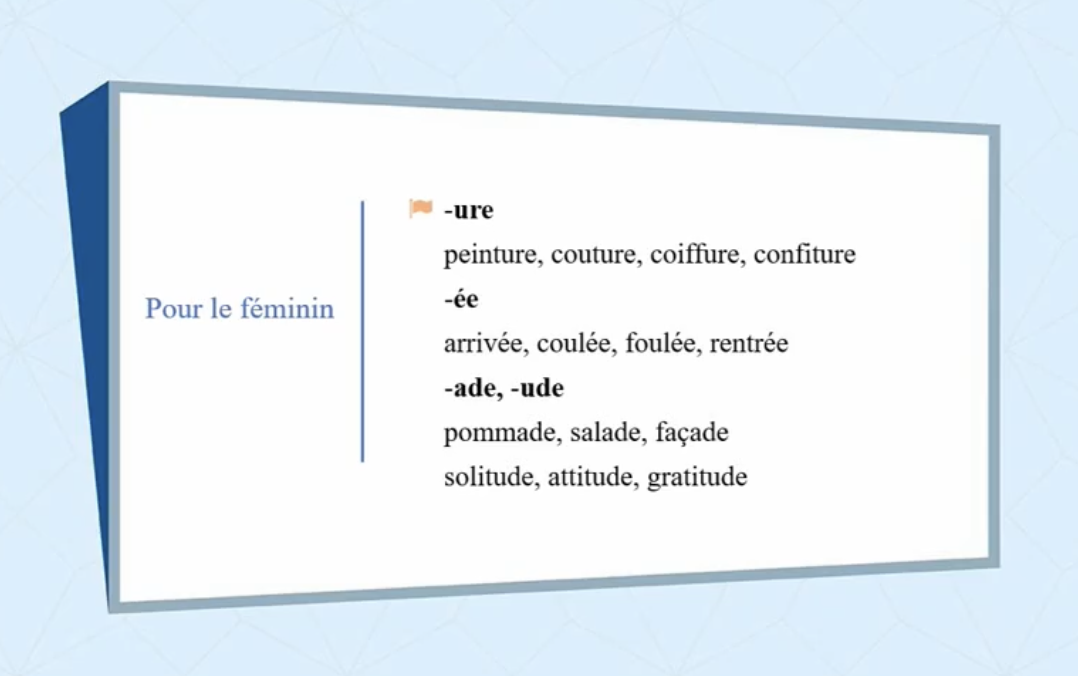 Pour le féminin
-ure
peinture, couture, coiffure, confiture
-ée
arrivée, coulée, foulée, rentrée
-ade, -ude
pommade, salade, façade
solitude, attitude, gratitude